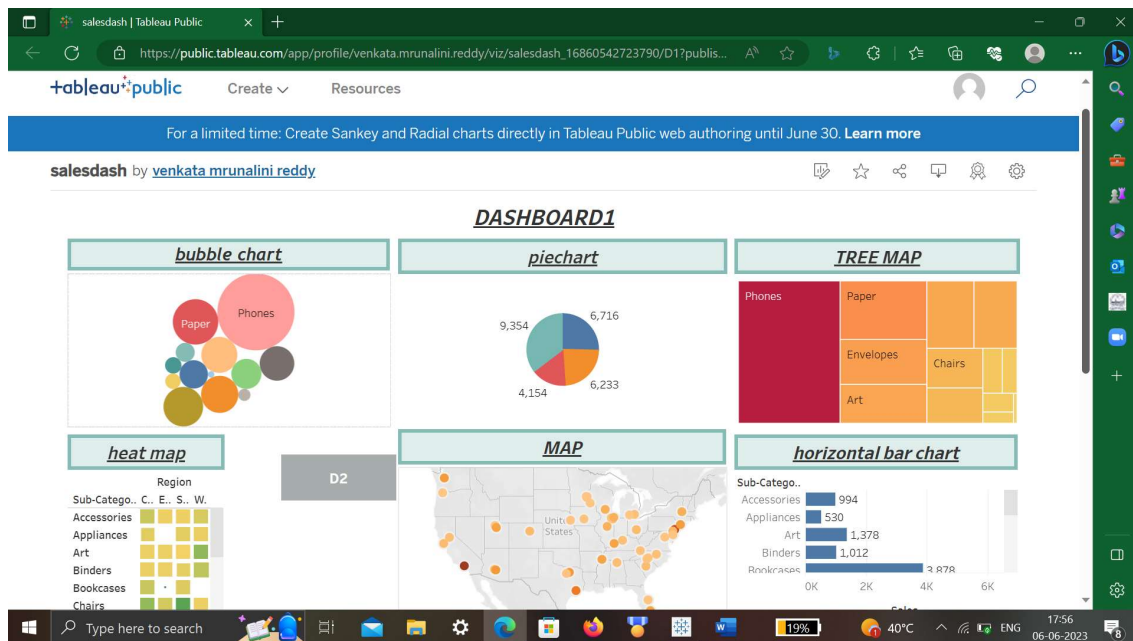 salesdash | Tableau Public
https://public.tableau.com/app/profile/venkata.mrunalini.reddy/viz/salesdash_16860542723790/D1?publis...
+ableau public
Create
Resources
For a limited time: Create Sankey and Radial charts directly in Tableau Public web authoring until June 30. Learn more
salesdash by venkata mrunalini reddy
DASHBOARD1
bubble chart
Paper
Phones
piechart
9,354
6,716
4,154
6,233
TREE MAP
Phones
Paper
Envelopes
Art
Chairs
heat map
Region
Sub-Catego.. C.. E.. S.. W.
Accessories
Appliances
Art
Binders
Bookcases
Chairs
D2
MAP
United
States
horizontal bar chart
Sub-Catego..
Accessories 994
Appliances 530
Art 1,378
Binders 1,012
Bookcases 3,878
0K 2K 4K 6K
Sales
Type here to search
19%
40°C
ENG
17:56
06-06-2023
8